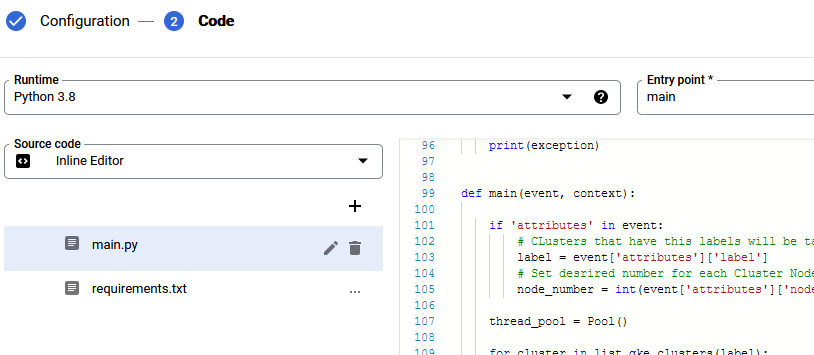 Configuration — 2 Code
Runtime
Python 3.8
Entry point *
main
Source code
Inline Editor
+
main.py
requirements.txt ...
96 print(exception)
97
98
99 def main(event, context):
100
101 if 'attributes' in event:
102 # CLusters that have this labels will be ta
103 label = event['attributes']['label']
104 # Set desrired number for each Cluster Node
105 node_number = int(event['attributes']['node
106
107 thread_pool = Pool()
108
109 for cluster in list_gke_clusters(label):